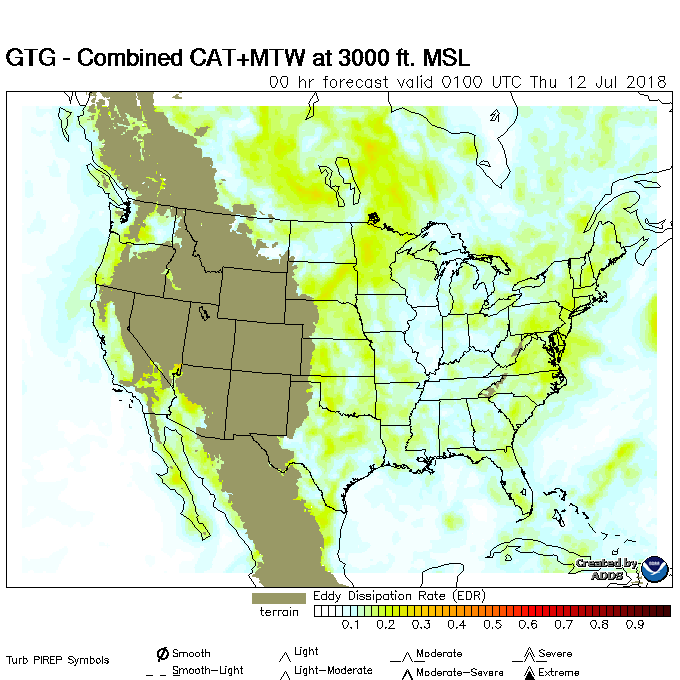 GTG - Combined CAT+MTW at 3000 ft. MSL
00 hr forecast valid 0100 UTC Thu 12 Jul 2018
Created by
ADDS
Eddy Dissipation Rate (EDR)
terrain
0.1 0.2 0.3 0.4 0.5 0.6 0.7 0.8 0.9
Turb PIREP Symbols
Smooth
Smooth-Light
Light
Light-Moderate
Moderate
Moderate-Severe
Severe
Extreme